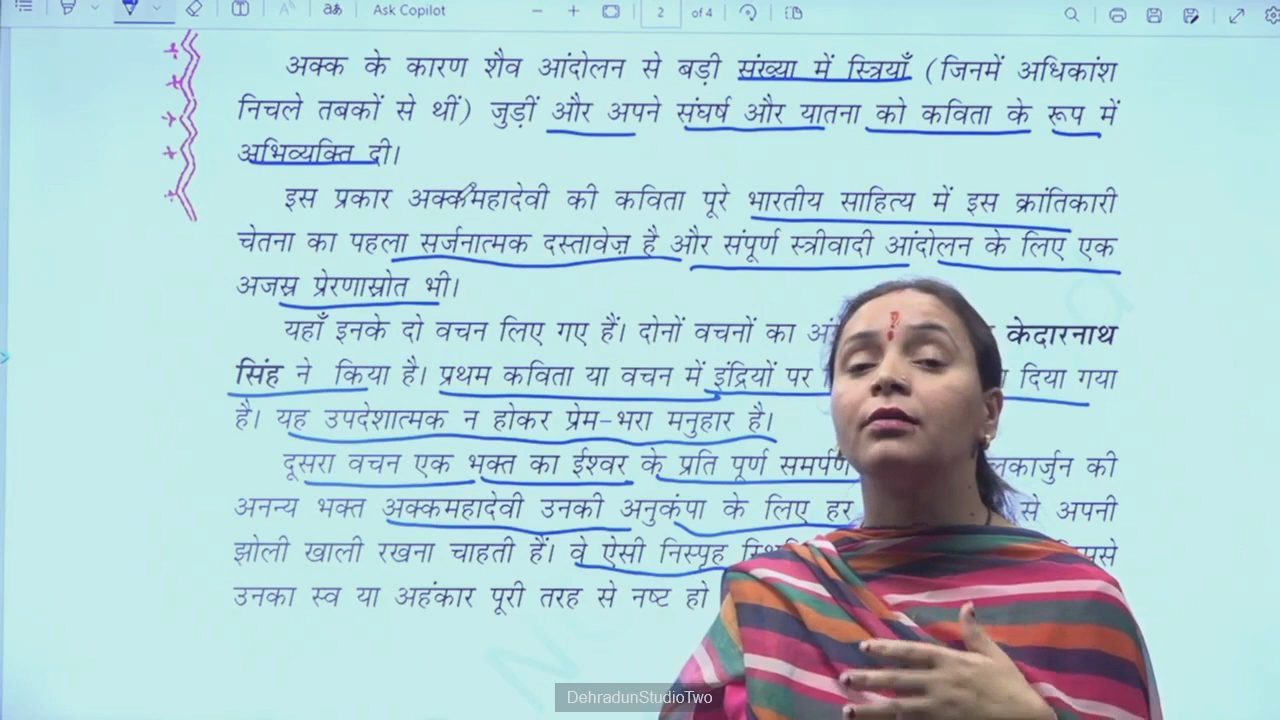 Ask Copilot
2 of 4
अक्क के कारण शैव आंदोलन से बड़ी संख्या में स्त्रियाँ (जिनमें अधिकांश
निचले तबकों से थीं) जुड़ीं और अपने संघर्ष और यातना को कविता के रूप में
अभिव्यक्ति दी।
इस प्रकार अक्कमहादेवी की कविता पूरे भारतीय साहित्य में इस क्रांतिकारी
चेतना का पहला सर्जनात्मक दस्तावेज़ है और संपूर्ण स्त्रीवादी आंदोलन के लिए एक
अजस्र प्रेरणास्रोत भी।
यहाँ इनके दो वचन लिए गए हैं। दोनों वचनों का केदारनाथ
सिंह ने किया है। प्रथम कविता या वचन में इंद्रियों पर दिया गया
है। यह उपदेशात्मक न होकर प्रेम-भरा मनुहार है।
दूसरा वचन एक भक्त का ईश्वर के प्रति पूर्ण समर्पण की
अनन्य भक्त अक्कमहादेवी उनकी अनुकंपा के लिए हर से अपनी
झोली खाली रखना चाहती हैं। वे ऐसी निस्पृह
उनका स्व या अहंकार पूरी तरह से नष्ट हो
DehradunStudioTwo